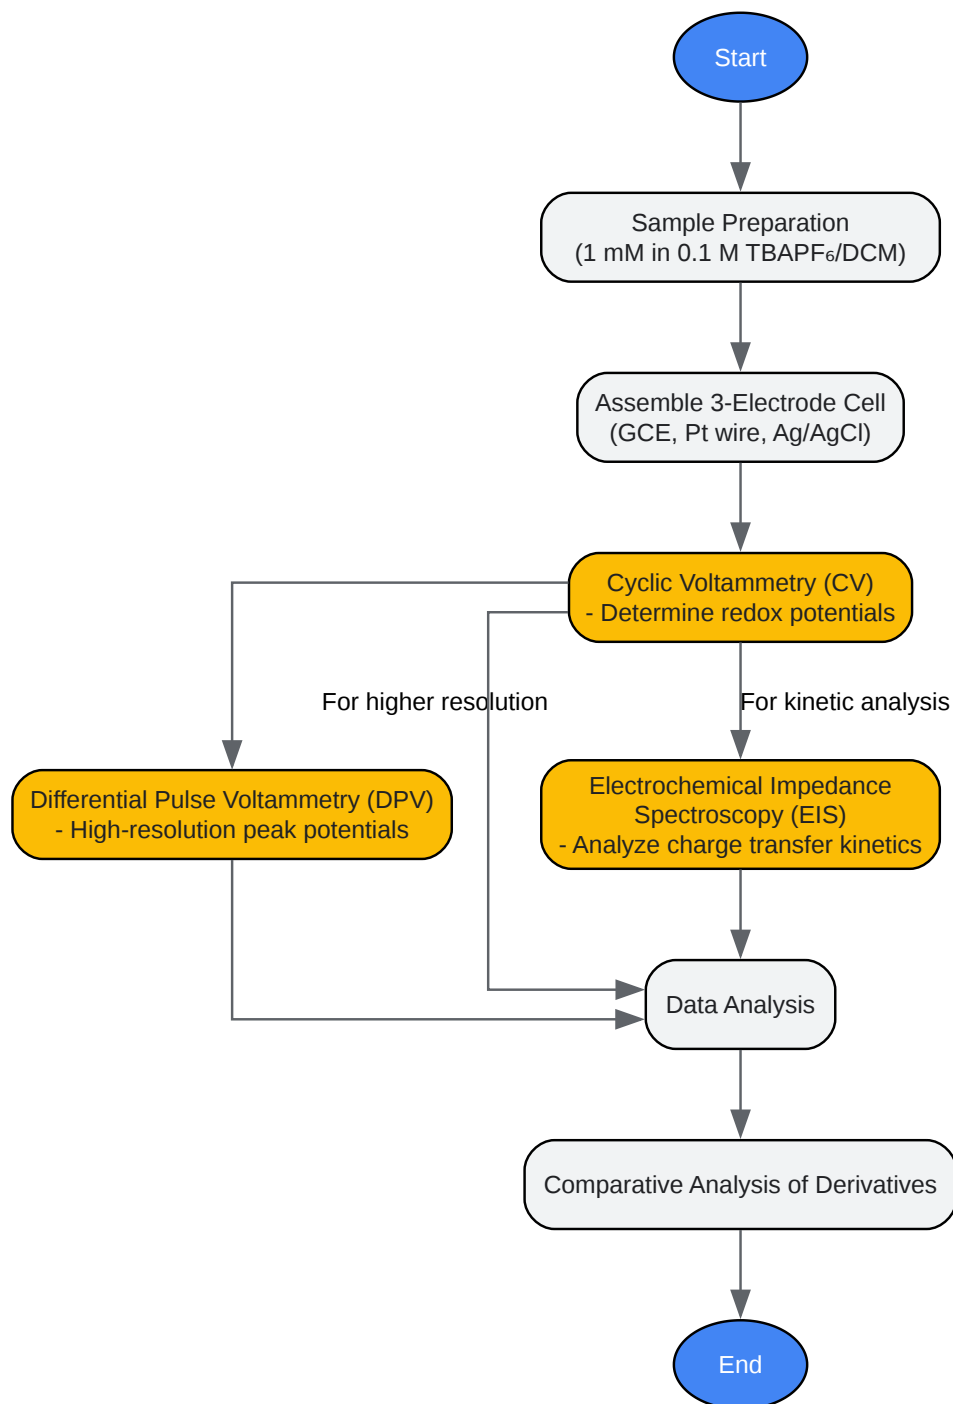 Start
Sample Preparation
(1 mM in 0.1 M TBAPF₆/DCM)
Assemble 3-Electrode Cell
(GCE, Pt wire, Ag/AgCl)
Cyclic Voltammetry (CV)
- Determine redox potentials
For higher resolution
For kinetic analysis
Differential Pulse Voltammetry (DPV)
- High-resolution peak potentials
Electrochemical Impedance
Spectroscopy (EIS)
- Analyze charge transfer kinetics
Data Analysis
Comparative Analysis of Derivatives
End